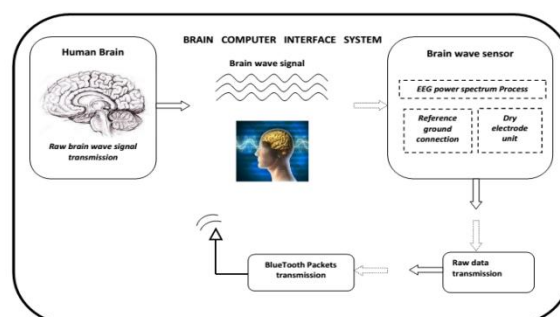 BRAIN COMPUTER INTERFACE SYSTEM
Human Brain
Raw brain wave signal
transmission
Brain wave signal
Brain wave sensor
EEG power spectrum Process
Reference
ground
connection
Dry
electrode
unit
Raw data
transmission
BlueTooth Packets
transmission